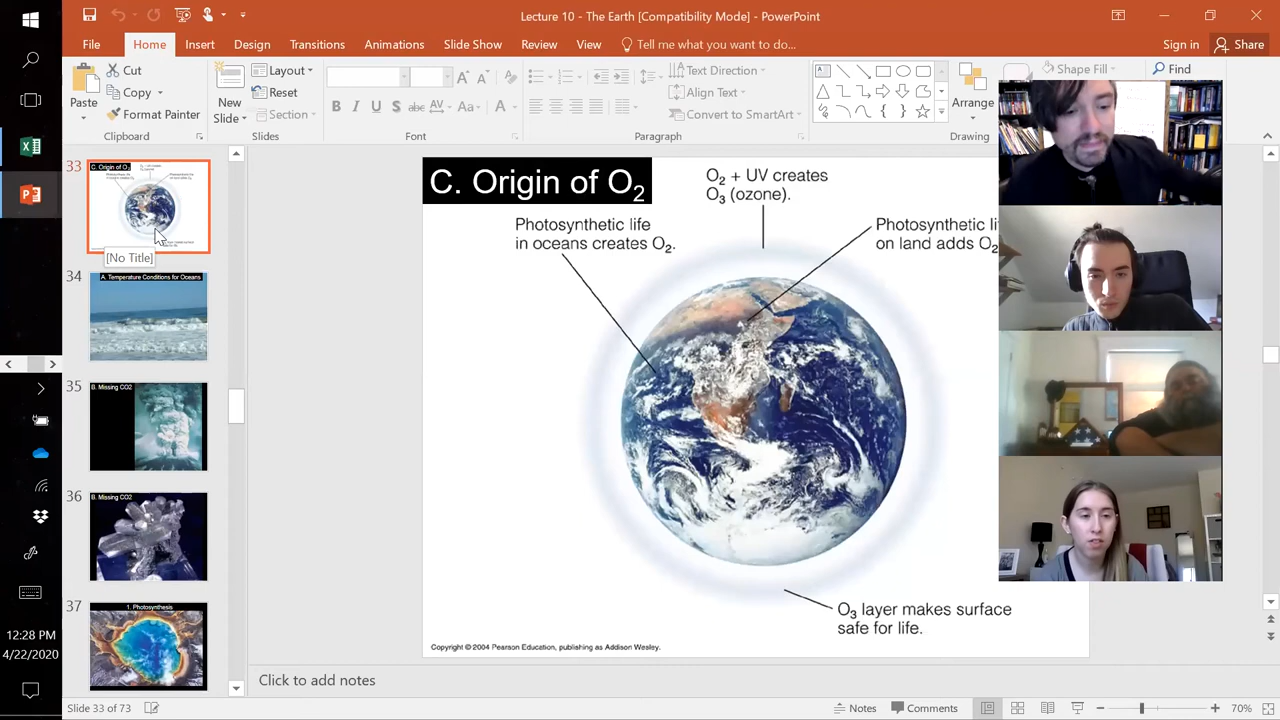 Lecture 10 - The Earth [Compatibility Mode] - PowerPoint
File Home Insert Design Transitions Animations Slide Show Review View Tell me what you want to do... Sign in Share
Paste
Cut
Copy
Format Painter
Clipboard
New
Slide
Layout
Reset
Section
Slides
B I U S abc AV Aa A
Font
Text Direction
Align Text
Convert to SmartArt
Paragraph
Arrange
Shape Fill
Drawing
Find
33
C. Origin of O2
[No Title]
34
A. Temperature Conditions for Oceans
35
B. Missing CO2
36
B. Missing CO2
37
1. Photosynthesis
C. Origin of O₂
O₂ + UV creates
O₃ (ozone).
Photosynthetic life
in oceans creates O₂.
Photosynthetic li
on land adds O₂
O₃ layer makes surface
safe for life.
Copyright © 2004 Pearson Education, publishing as Addison Wesley.
Click to add notes
12:28 PM
4/22/2020
Slide 33 of 73
Notes
Comments
70%